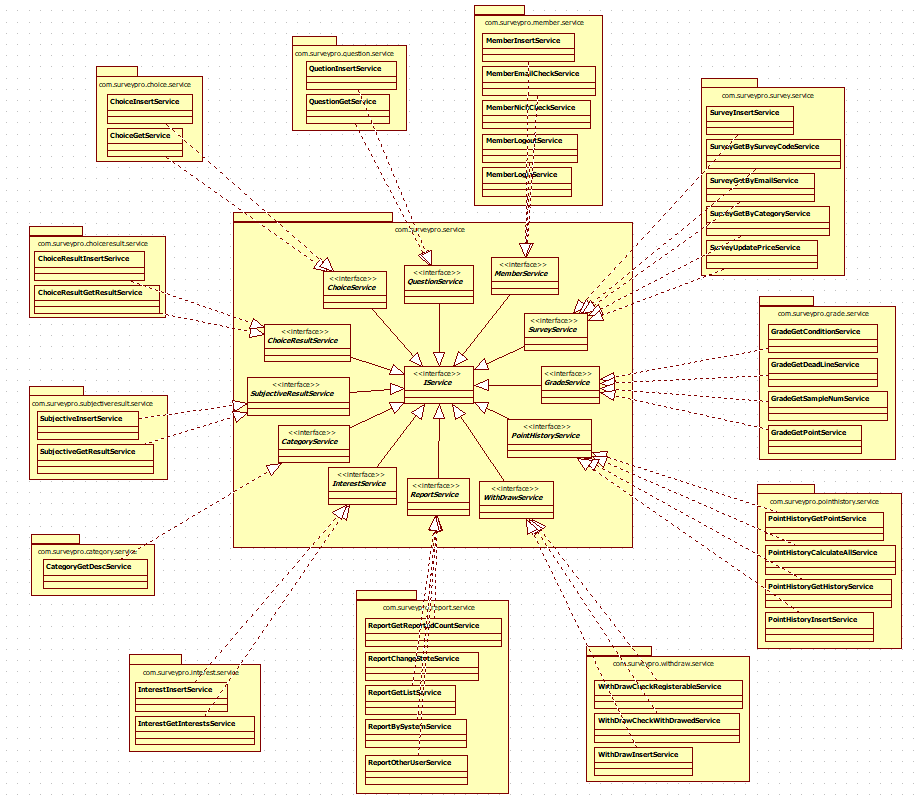 com.surveypro.member.service
MemberInsertService
MemberEmailCheckService
MemberNickCheckService
MemberLogoutService
MemberLoginService
com.surveypro.question.service
QuetionInsertService
QuestionGetService
com.surveypro.choice.service
ChoiceInsertService
ChoiceGetService
com.surveypro.survey.service
SurveyInsertService
SurveyGetBySurveyCodeService
SurveyGetByEmailService
SurveyGetByCategoryService
SurveyUpdatePriceService
com.surveypro.choiceresult.service
ChoiceResultInsertSerivce
ChoiceResultGetResultService
com.surveypro.service
<<interface>>
ChoiceService
<<interface>>
QuestionService
<<interface>>
MemberService
<<interface>>
ChoiceResultService
<<interface>>
SurveyService
<<interface>>
SubjectiveResultService
<<interface>>
IService
<<interface>>
GradeService
<<interface>>
CategoryService
<<interface>>
PointHistoryService
<<interface>>
InterestService
<<interface>>
ReportService
<<interface>>
WithDrawService
com.surveypro.grade.service
GradeGetConditionService
GradeGetDeadLineService
GradeGetSampleNumService
GradeGetPointService
com.surveypro.subjectiveresult.service
SubjectiveInsertService
SubjectiveGetResultService
com.surveypro.pointhistory.service
PointHistoryGetPointService
PointHistoryCalculateAllService
PointHistoryGetHistoryService
PointHistoryInsertService
com.surveypro.category.service
CategoryGetDescService
com.surveypro.report.service
ReportGetReportedCountService
ReportChangeStateService
ReportGetListService
ReportBySystemService
ReportOtherUserService
com.surveypro.interest.service
InterestInsertService
InterestGetInterestsService
com.surveypro.withdraw.service
WithDrawCheckRegisterableService
WithDrawCheckWithDrawedService
WithDrawInsertService